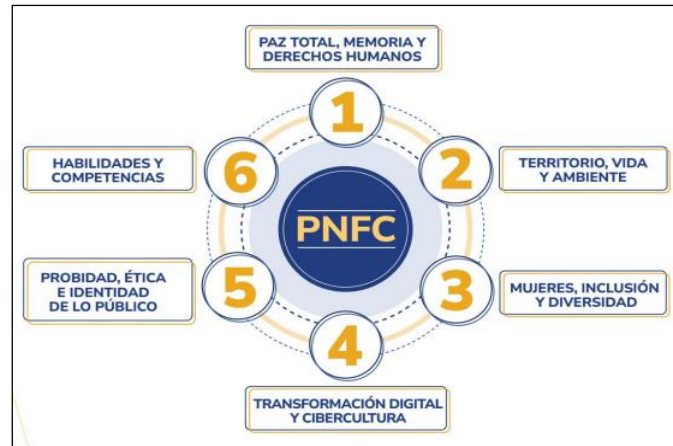 PAZ TOTAL, MEMORIA Y
DERECHOS HUMANOS
1
HABILIDADES Y
COMPETENCIAS
6
2
TERRITORIO, VIDA
Y AMBIENTE
PNFC
PROBIDAD, ÉTICA
E IDENTIDAD
DE LO PÚBLICO
5
3
MUJERES, INCLUSIÓN
Y DIVERSIDAD
4
TRANSFORMACIÓN DIGITAL
Y CIBERCULTURA